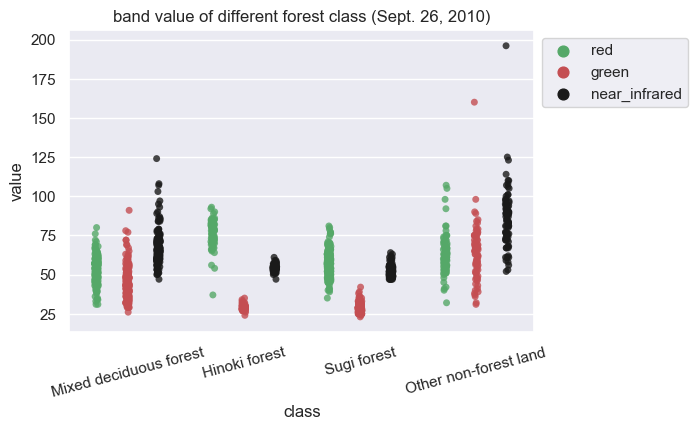 band value of different forest class (Sept. 26, 2010)
200
175
150
125
100
75
50
25
value
Mixed deciduous forest
Hinoki forest
Sugi forest
Other non-forest land
class
red
green
near_infrared